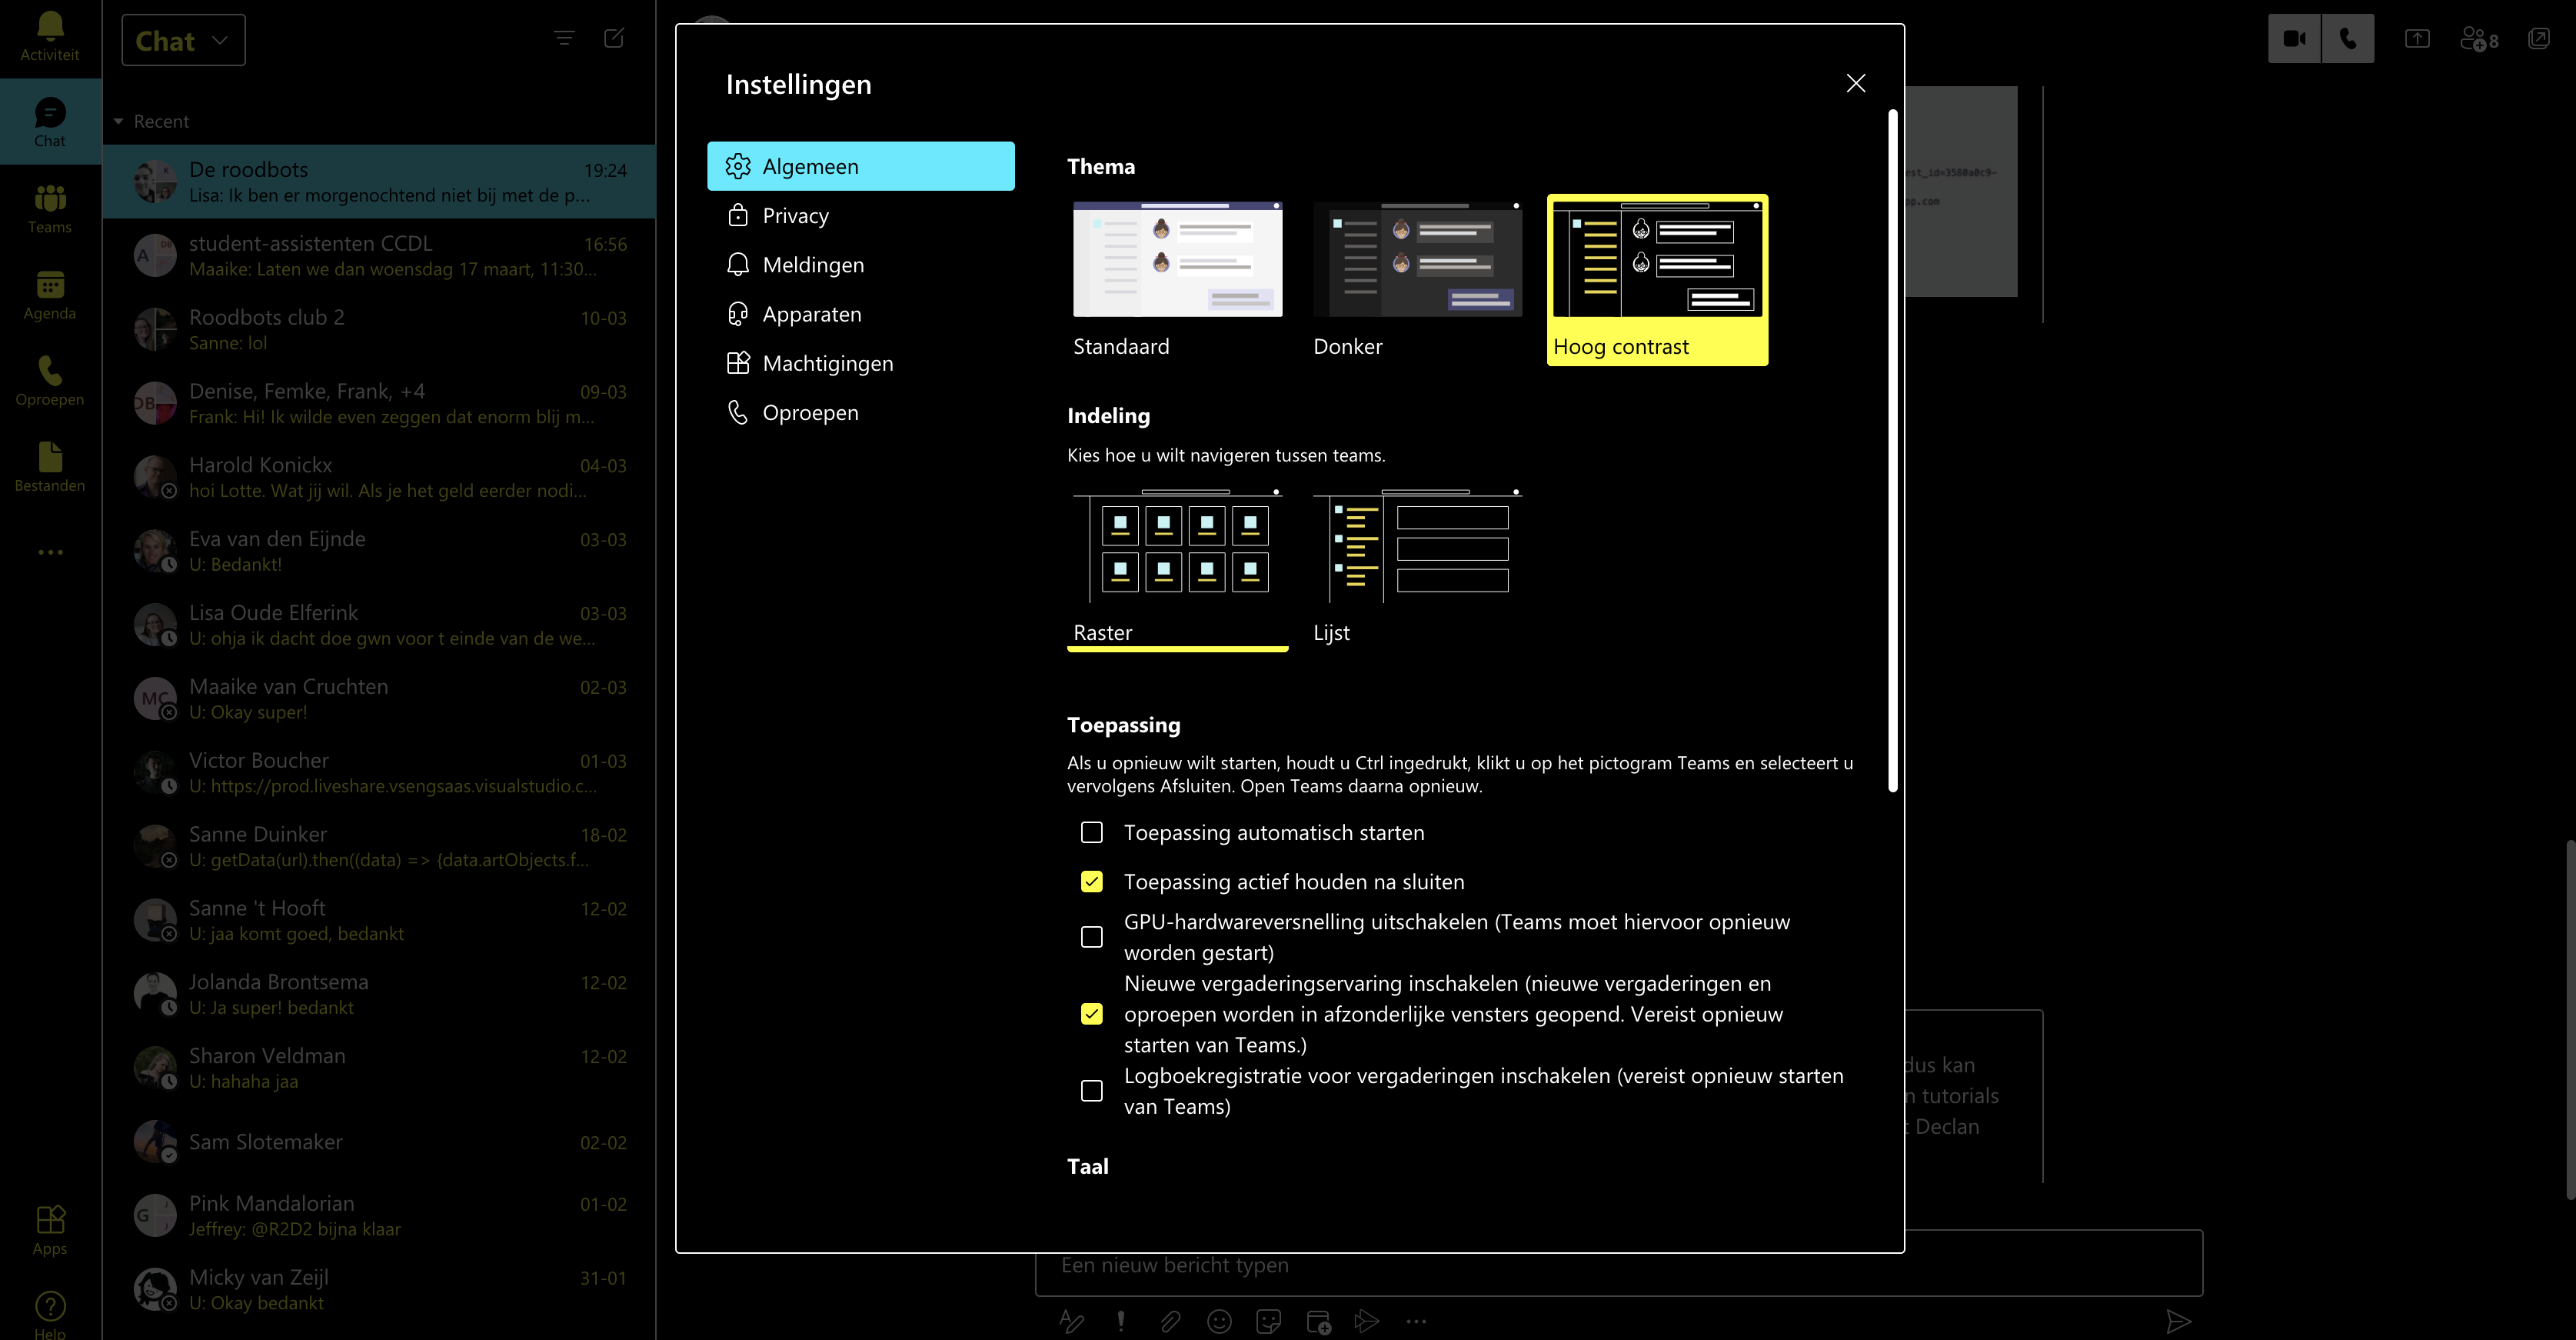 Activiteit
Chat
Teams
Agenda
Oproepen
Bestanden
Apps
Help
Chat
Recent
De roodbots 19:24
Lisa: Ik ben er morgenochtend niet bij met de p...
student-assistenten CCDL 16:56
Maaike: Laten we dan woensdag 17 maart, 11:30...
Roodbots club 2 10-03
Sanne: lol
Denise, Femke, Frank, +4 09-03
Frank: Hi! Ik wilde even zeggen dat enorm blij m...
Harold Konickx 04-03
hoi Lotte. Wat jij wil. Als je het geld eerder nodi...
Eva van den Eijnde 03-03
U: Bedankt!
Lisa Oude Elferink 03-03
U: ohja ik dacht doe gwn voor t einde van de we...
MC
Maaike van Cruchten 02-03
U: Okay super!
Victor Boucher 01-03
U: https://prod.liveshare.vsengsaas.visualstudio.c...
Sanne Duinker 18-02
U: getData(url).then((data) => {data.artObjects.f...
Sanne 't Hooft 12-02
U: jaa komt goed, bedankt
Jolanda Brontsema 12-02
U: Ja super! bedankt
Sharon Veldman 12-02
U: hahaha jaa
Sam Slotemaker 02-02
Pink Mandalorian 01-02
Jeffrey: @R2D2 bijna klaar
Micky van Zeijl 31-01
U: Okay bedankt
Instellingen
Algemeen
Privacy
Meldingen
Apparaten
Machtigingen
Oproepen
Thema
Standaard
Donker
Hoog contrast
Indeling
Kies hoe u wilt navigeren tussen teams.
Raster
Lijst
Toepassing
Als u opnieuw wilt starten, houdt u Ctrl ingedrukt, klikt u op het pictogram Teams en selecteert u
vervolgens Afsluiten. Open Teams daarna opnieuw.
Toepassing automatisch starten
Toepassing actief houden na sluiten
GPU-hardwareversnelling uitschakelen (Teams moet hiervoor opnieuw
worden gestart)
Nieuwe vergaderingservaring inschakelen (nieuwe vergaderingen en
oproepen worden in afzonderlijke vensters geopend. Vereist opnieuw
starten van Teams.)
Logboekregistratie voor vergaderingen inschakelen (vereist opnieuw starten
van Teams)
Taal
8
est_id=3580a0c9-
pp.com
dus kan
n tutorials
t Declan
Een nieuw bericht typen